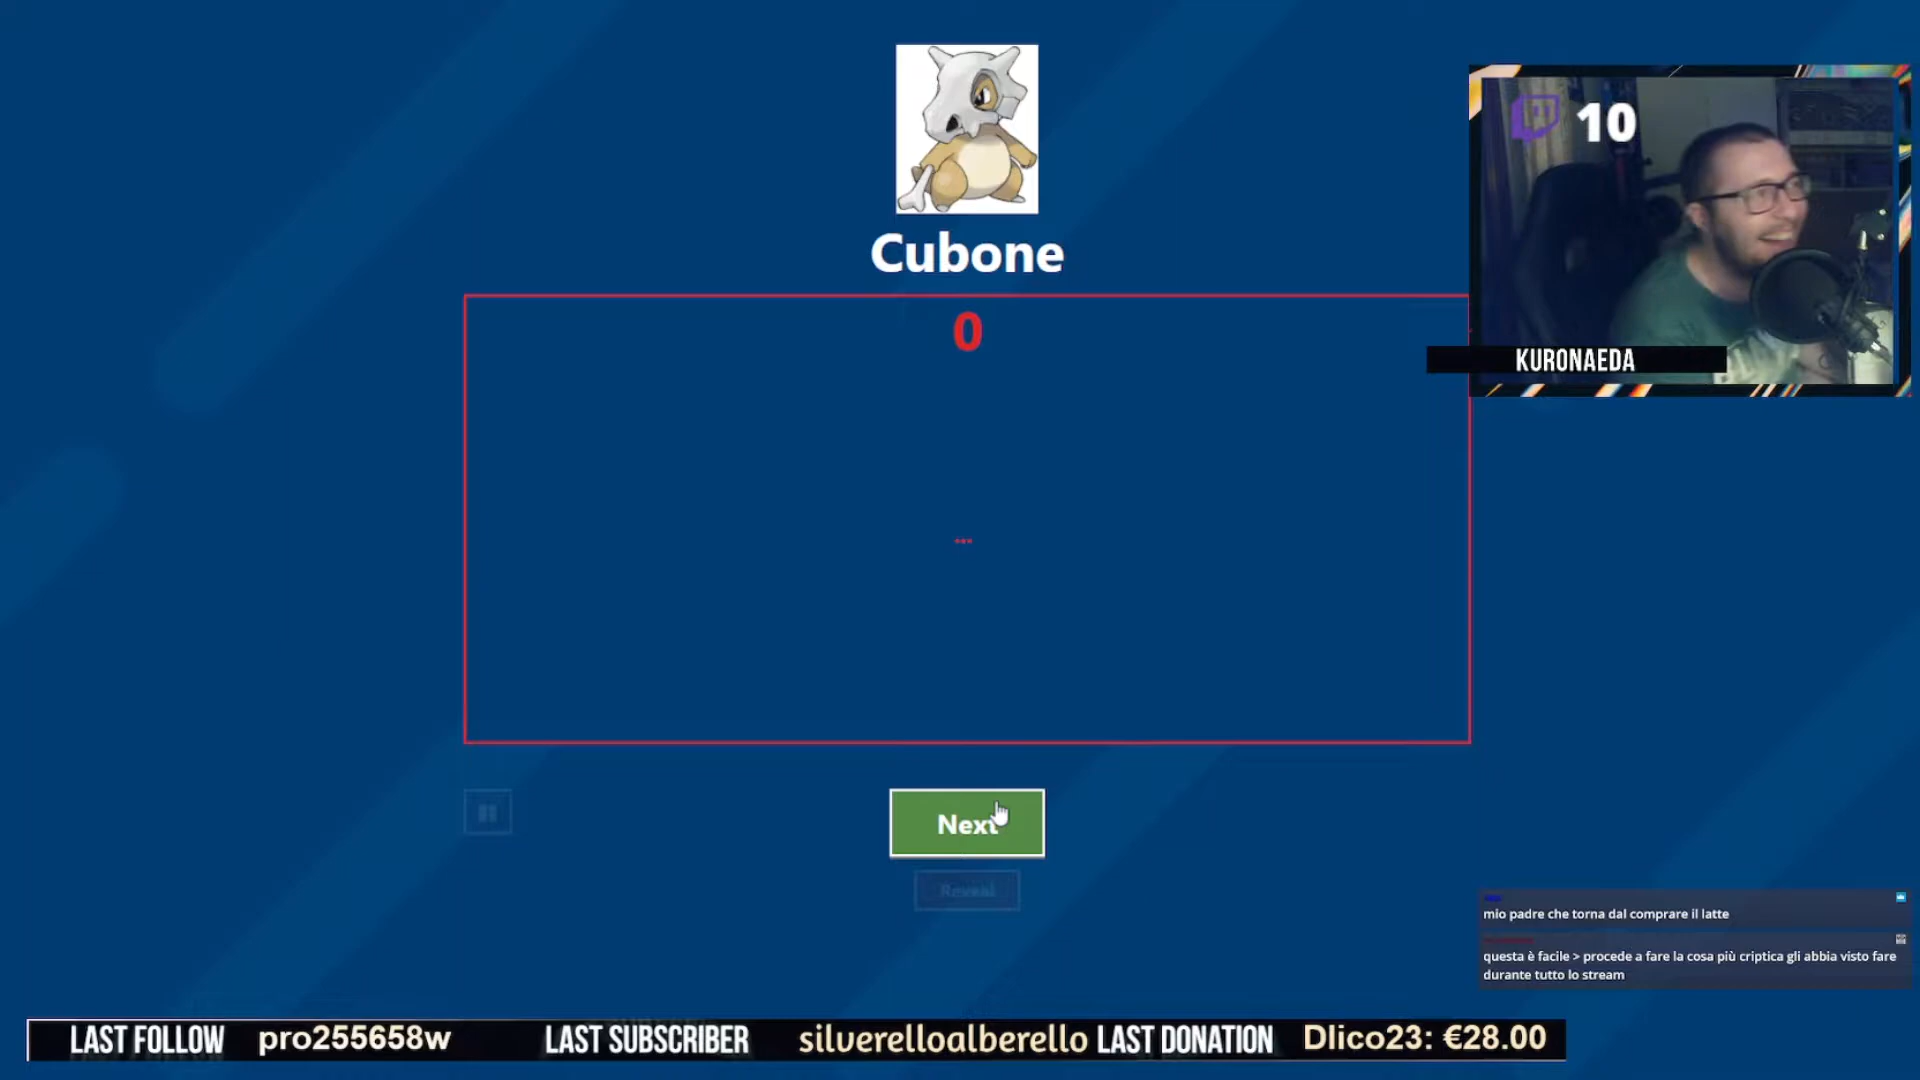 10
Cubone
0
KURONAEDA
...
Next
Reveal
mio padre che torna dal comprare il latte
questa è facile > procede a fare la cosa più criptica gli abbia visto fare
durante tutto lo stream
LAST FOLLOW pro255658w LAST SUBSCRIBER silverelloalberello LAST DONATION Dlico23: €28.00